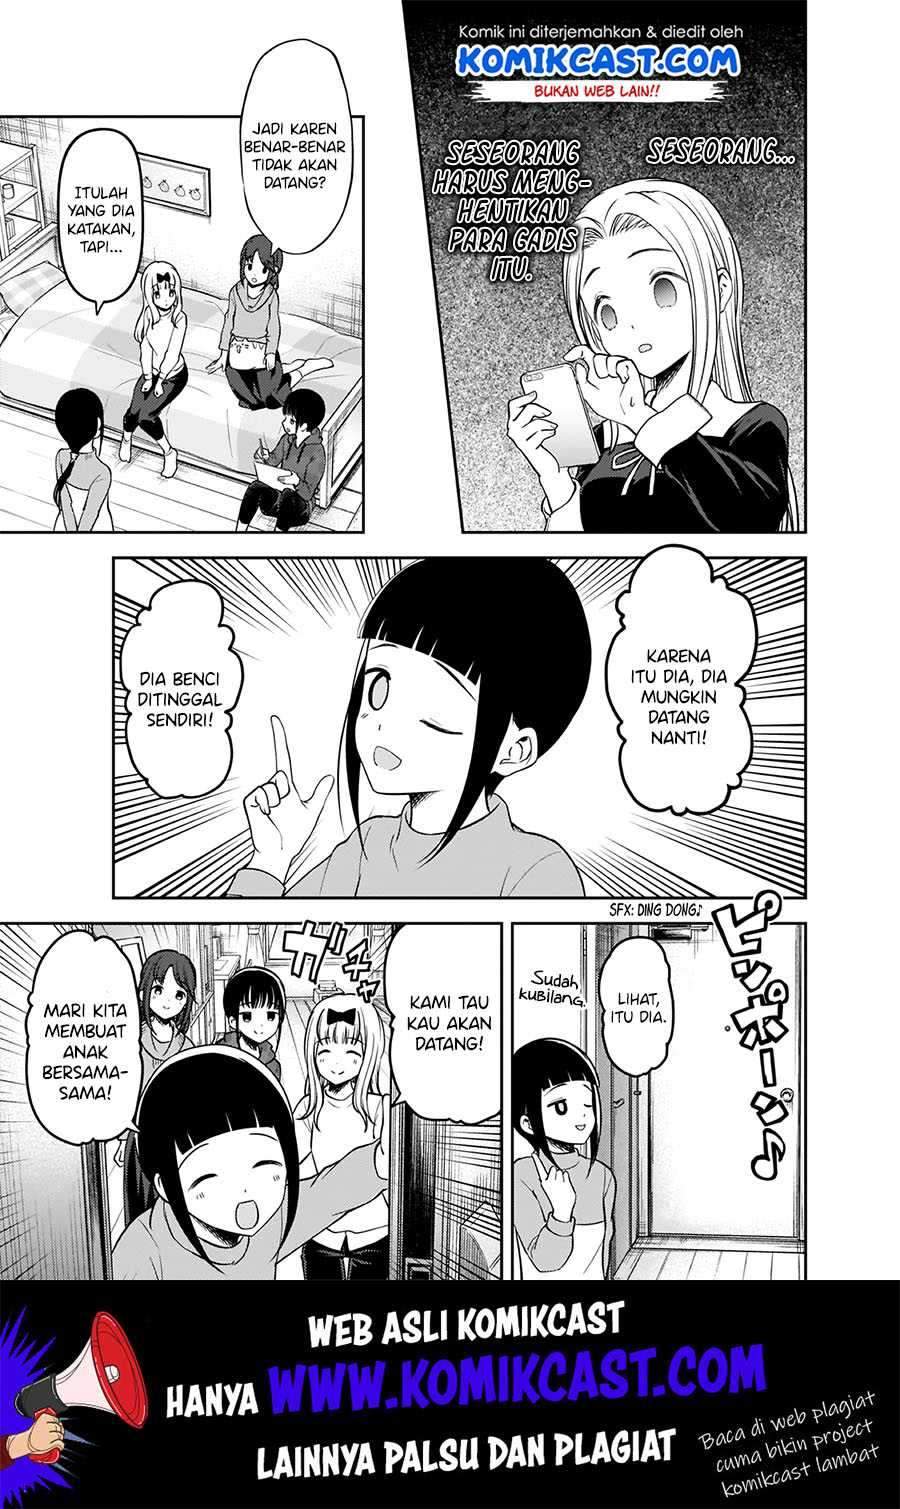 Komik ini diterjemahkan & diedit oleh
KOMIKCAST.COM
BUKAN WEB LAIN!!
SESEORANG...
SESEORANG
HARUS MENG-
HENTIKAN
PARA GADIS
ITU.
JADI KAREN
BENAR-BENAR
TIDAK AKAN
DATANG?
ITULAH
YANG DIA
KATAKAN,
TAPI...
KARENA
ITU DIA, DIA
MUNGKIN
DATANG
NANTI!
DIA BENCI
DITINGGAL
SENDIRI!
SFX: DING DONG♪
ピンポーン♪
LIHAT,
ITU DIA.
Sudah
kubilang.
KAMI TAU
KAU AKAN
DATANG!
ガチャ
MARI KITA
MEMBUAT
ANAK
BERSAMA-
SAMA!
WEB ASLI KOMIKCAST
HANYA WWW.KOMIKCAST.COM
LAINNYA PALSU DAN PLAGIAT
Baca di web plagiat
cuma bikin project
komikcast lambat